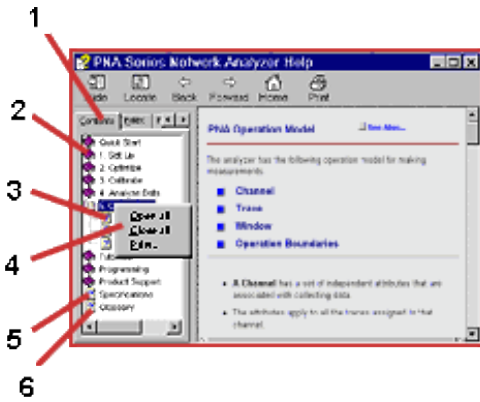 1
PNA Series Network Analyzer Help
Hide Locate Back Forward Home Print
2
Contents Index
PNA Operation Model See Also...
Quick Start
1. Set Up
2. Optimize
3. Calibrate
4. Analyze Data
The analyzer has the following operation model for making
measurements.
3
Channel
Trace
Window
Operation Boundaries
4
Open all
Close all
Print...
Tutorials
Programming
Product Support
Specifications
Glossary
A Channel has a set of independent attributes that are
associated with collecting data.
The attributes apply to all the traces assigned to that
channel.
5
6